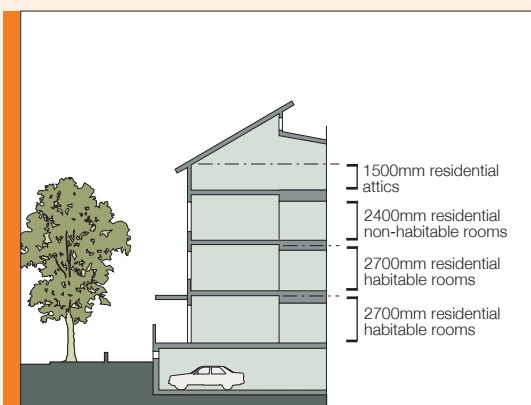 1500mm residential
attics
2400mm residential
non-habitable rooms
2700mm residential
habitable rooms
2700mm residential
habitable rooms